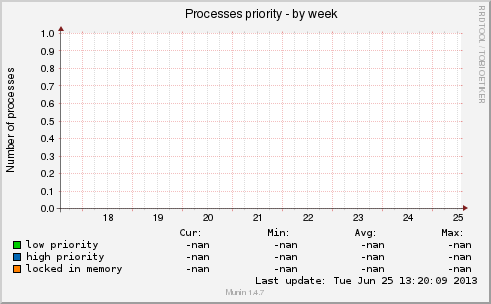 Processes priority - by week
RRDTOOL / TOBI OETIKER
Number of processes
1.0
0.9
0.8
0.7
0.6
0.5
0.4
0.3
0.2
0.1
0.0
18 19 20 21 22 23 24 25
Cur: Min: Avg: Max:
low priority -nan -nan -nan -nan
high priority -nan -nan -nan -nan
locked in memory -nan -nan -nan -nan
Last update: Tue Jun 25 13:20:09 2013
Munin 1.4.7